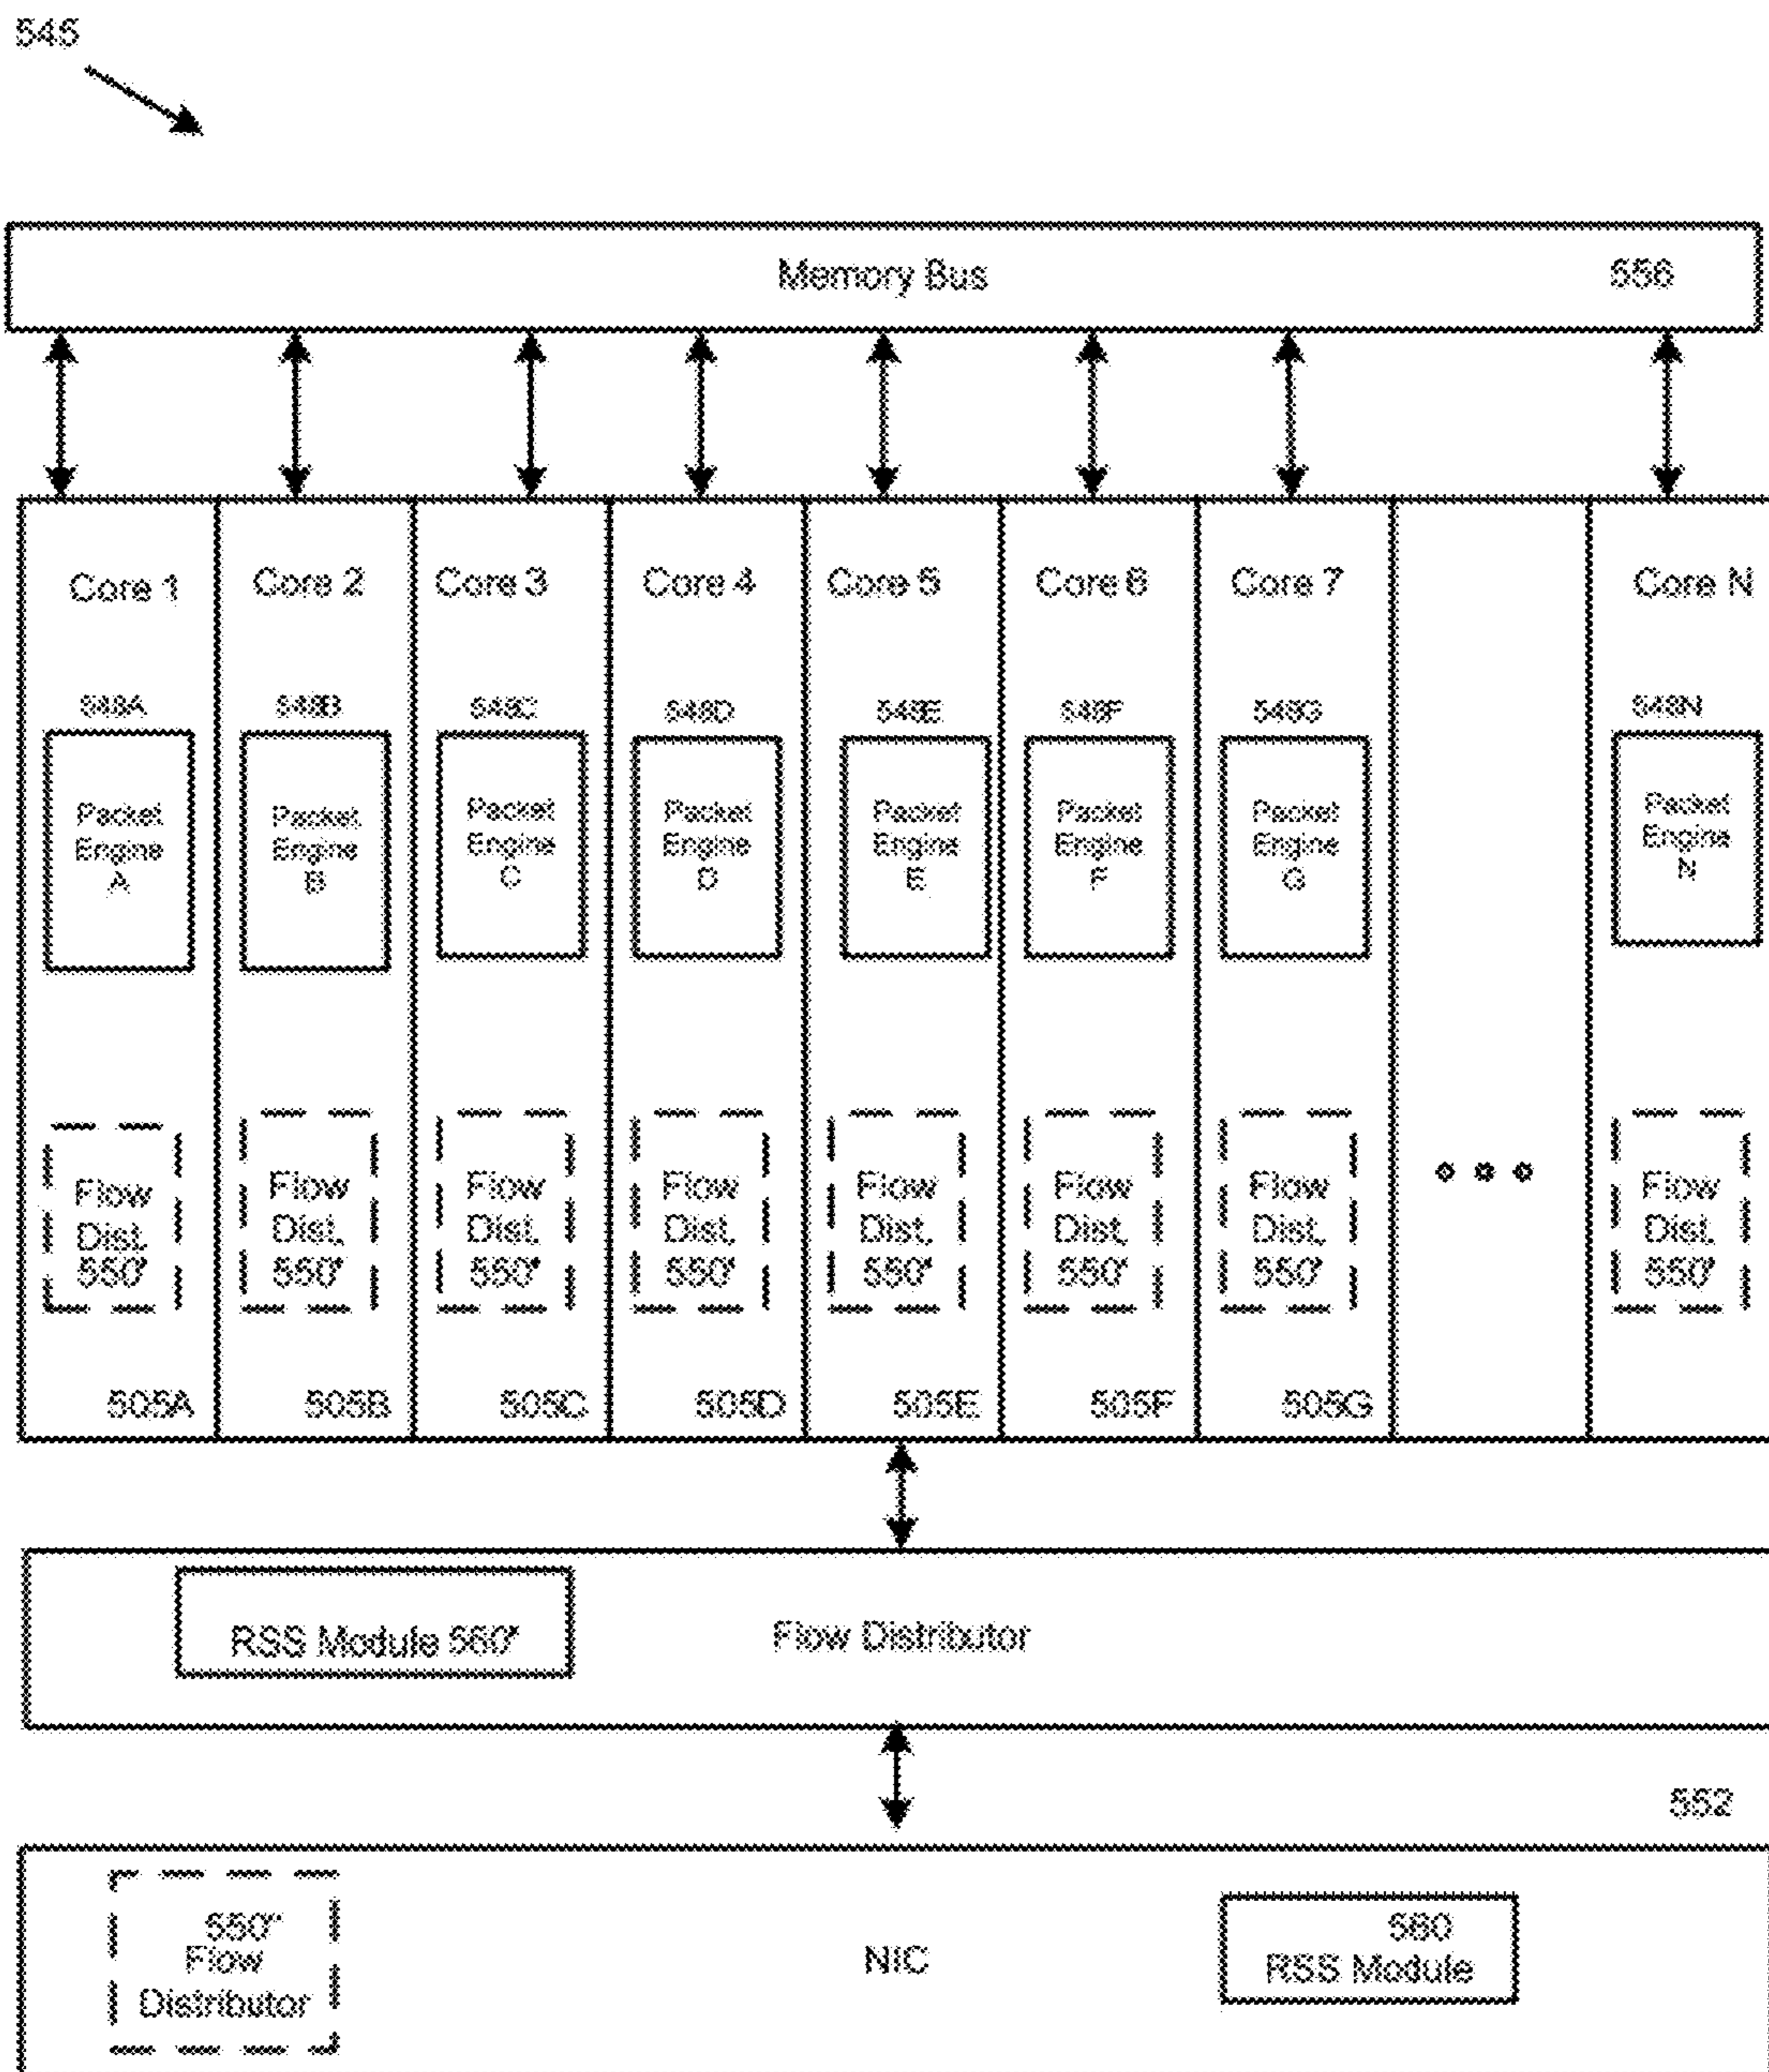 545
Memory Bus 556
Core 1 Core 2 Core 3 Core 4 Core 5 Core 6 Core 7 Core N
548A 548B 548C 548D 548E 548F 548G 548N
Packet Packet Packet Packet Packet Packet Packet Packet
Engine Engine Engine Engine Engine Engine Engine Engine
A B C D E F G N
Flow Flow Flow Flow Flow Flow Flow Flow
Dist. Dist. Dist. Dist. Dist. Dist. Dist. Dist.
550' 550' 550' 550' 550' 550' 550' 550'
505A 505B 505C 505D 505E 505F 505G
RSS Module 560' Flow Distributor
552
550''
Flow
Distributor
NIC
560
RSS Module